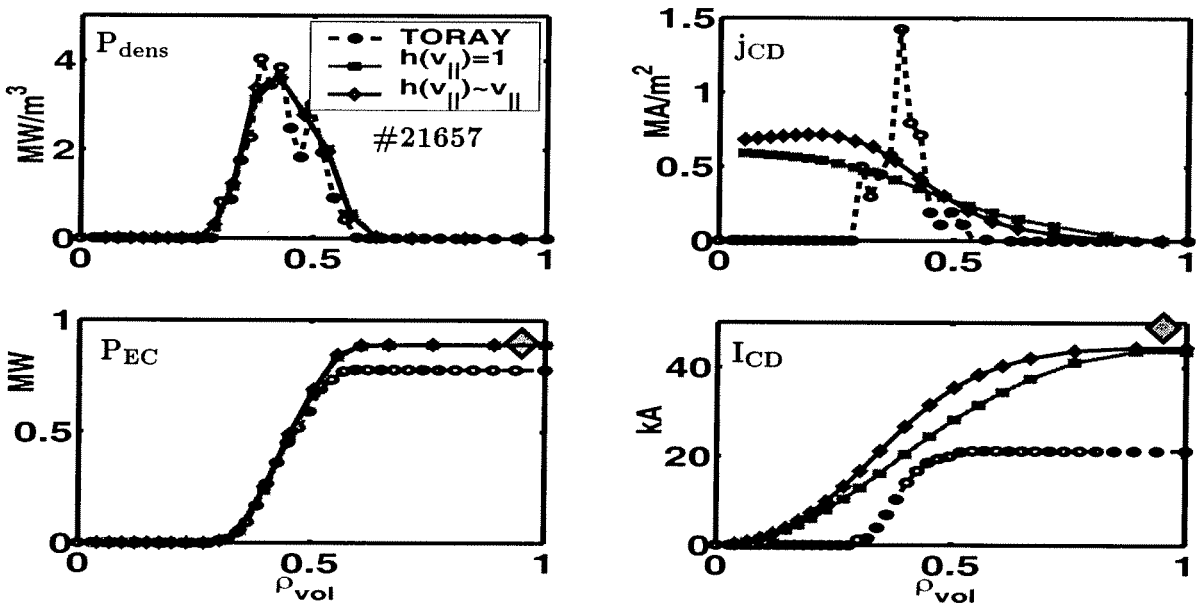 P_dens
MW/m^3
4
2
0
TORAY
h(v_||)=1
h(v_||)~v_||
#21657
0
0.5
1
j_CD
MA/m^2
1.5
1
0.5
0
0
0.5
1
P_EC
MW
1
0.5
0
0
0.5
1
ρ_vol
I_CD
kA
40
20
0
0
0.5
1
ρ_vol